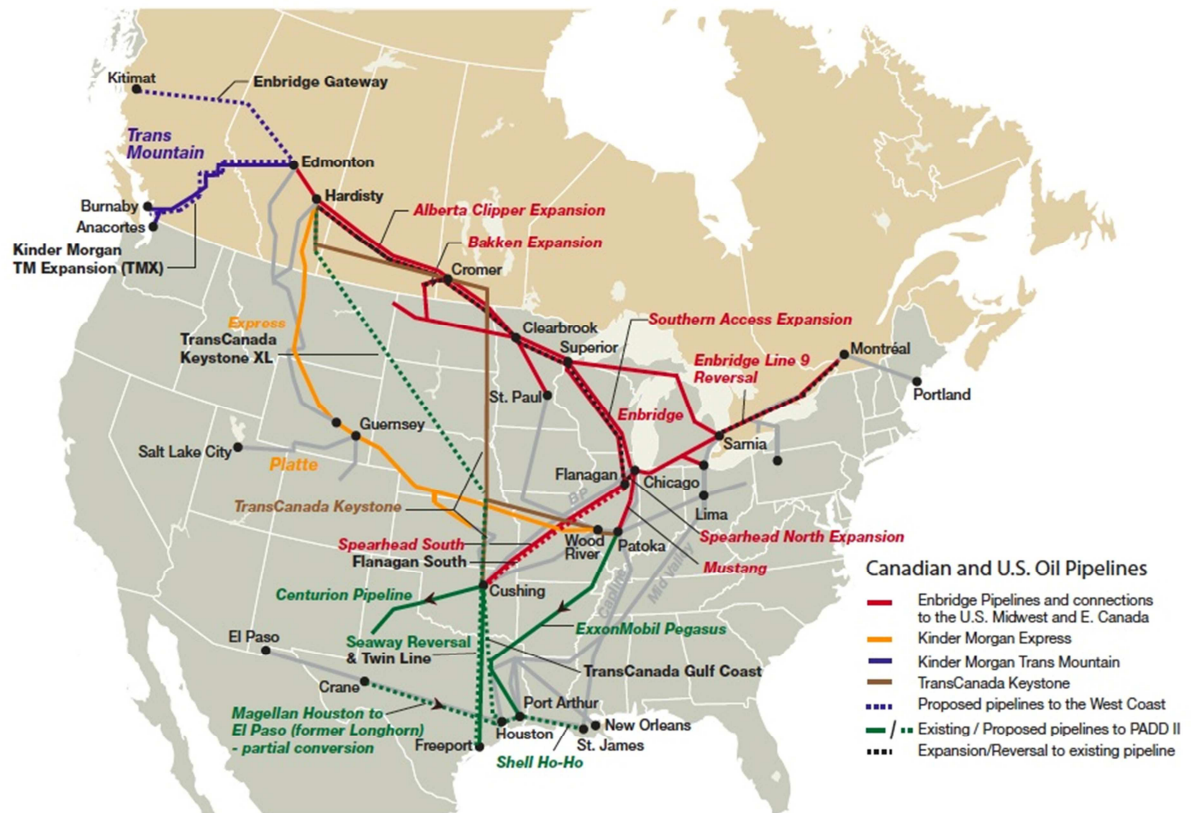 Kitimat
Enbridge Gateway
Trans
Mountain
Edmonton
Hardisty
Burnaby
Anacortes
Alberta Clipper Expansion
Bakken Expansion
Kinder Morgan
TM Expansion (TMX)
Cromer
Express
TransCanada
Keystone XL
Clearbrook
Superior
Southern Access Expansion
Enbridge Line 9
Reversal
Montréal
Portland
St. Paul
Enbridge
Sarnia
Guernsey
Salt Lake City
Platte
Flanagan
Chicago
BP
Lima
TransCanada Keystone
Spearhead South
Flanagan South
Wood
River
Patoka
Spearhead North Expansion
Mustang
Cushing
Centurion Pipeline
Capline
Mid Valley
ExxonMobil Pegasus
El Paso
Seaway Reversal
& Twin Line
TransCanada Gulf Coast
Crane
Magellan Houston to
El Paso (former Longhorn)
- partial conversion
Port Arthur
Houston
New Orleans
St. James
Freeport
Shell Ho-Ho
Canadian and U.S. Oil Pipelines
Enbridge Pipelines and connections
to the U.S. Midwest and E. Canada
Kinder Morgan Express
Kinder Morgan Trans Mountain
TransCanada Keystone
Proposed pipelines to the West Coast
/ Existing / Proposed pipelines to PADD II
Expansion/Reversal to existing pipeline